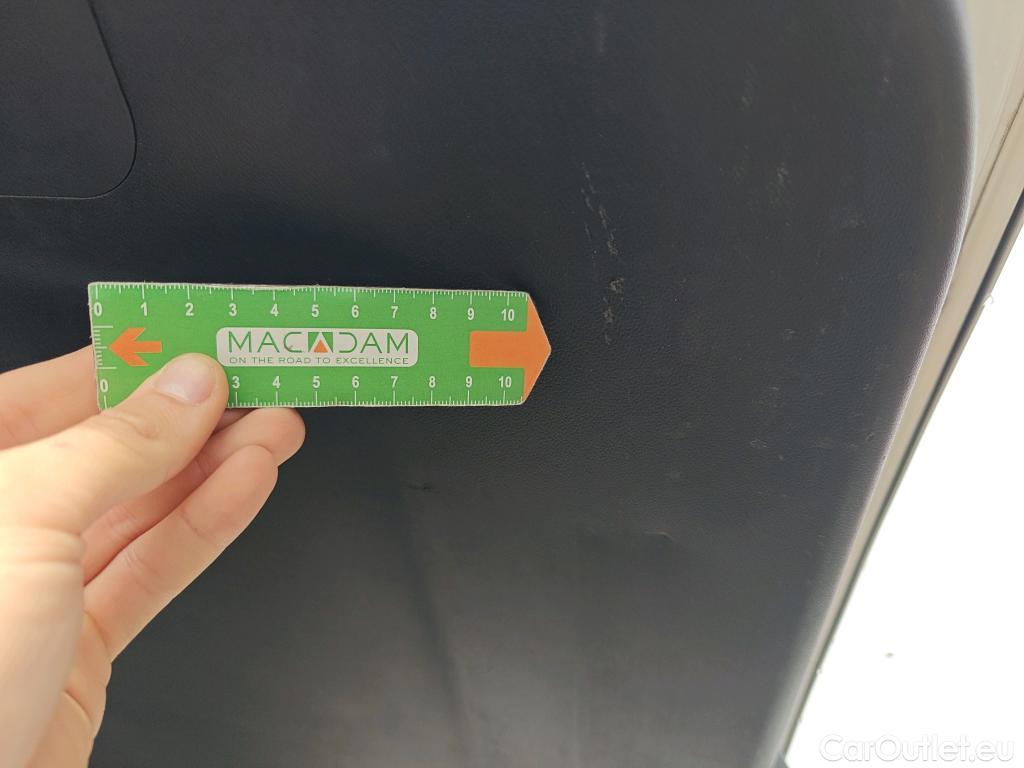 0 1 2 3 4 5 6 7 8 9 10
MACADAM
ON THE ROAD TO EXCELLENCE
0 3 4 5 6 7 8 9 10
CarOutlet.eu